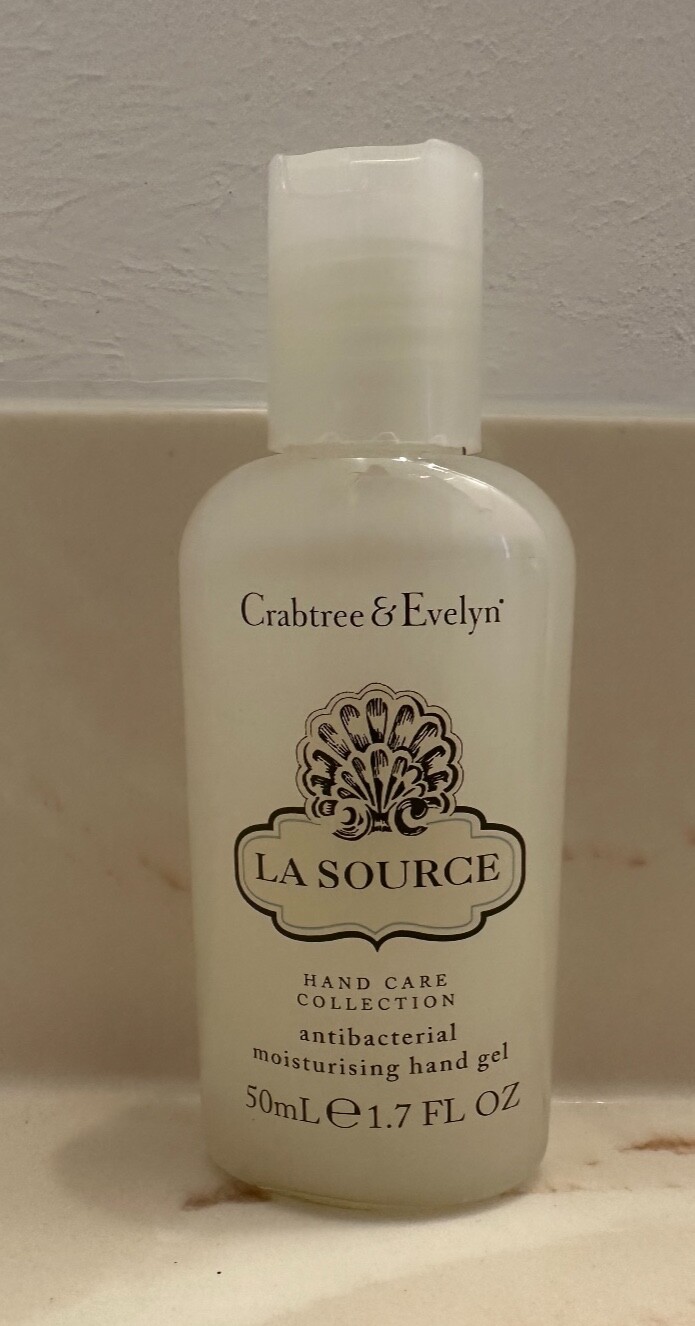 Crabtree & Evelyn
LA SOURCE
HAND CARE
COLLECTION
antibacterial
moisturising hand gel
50mL ℮ 1.7 FL OZ